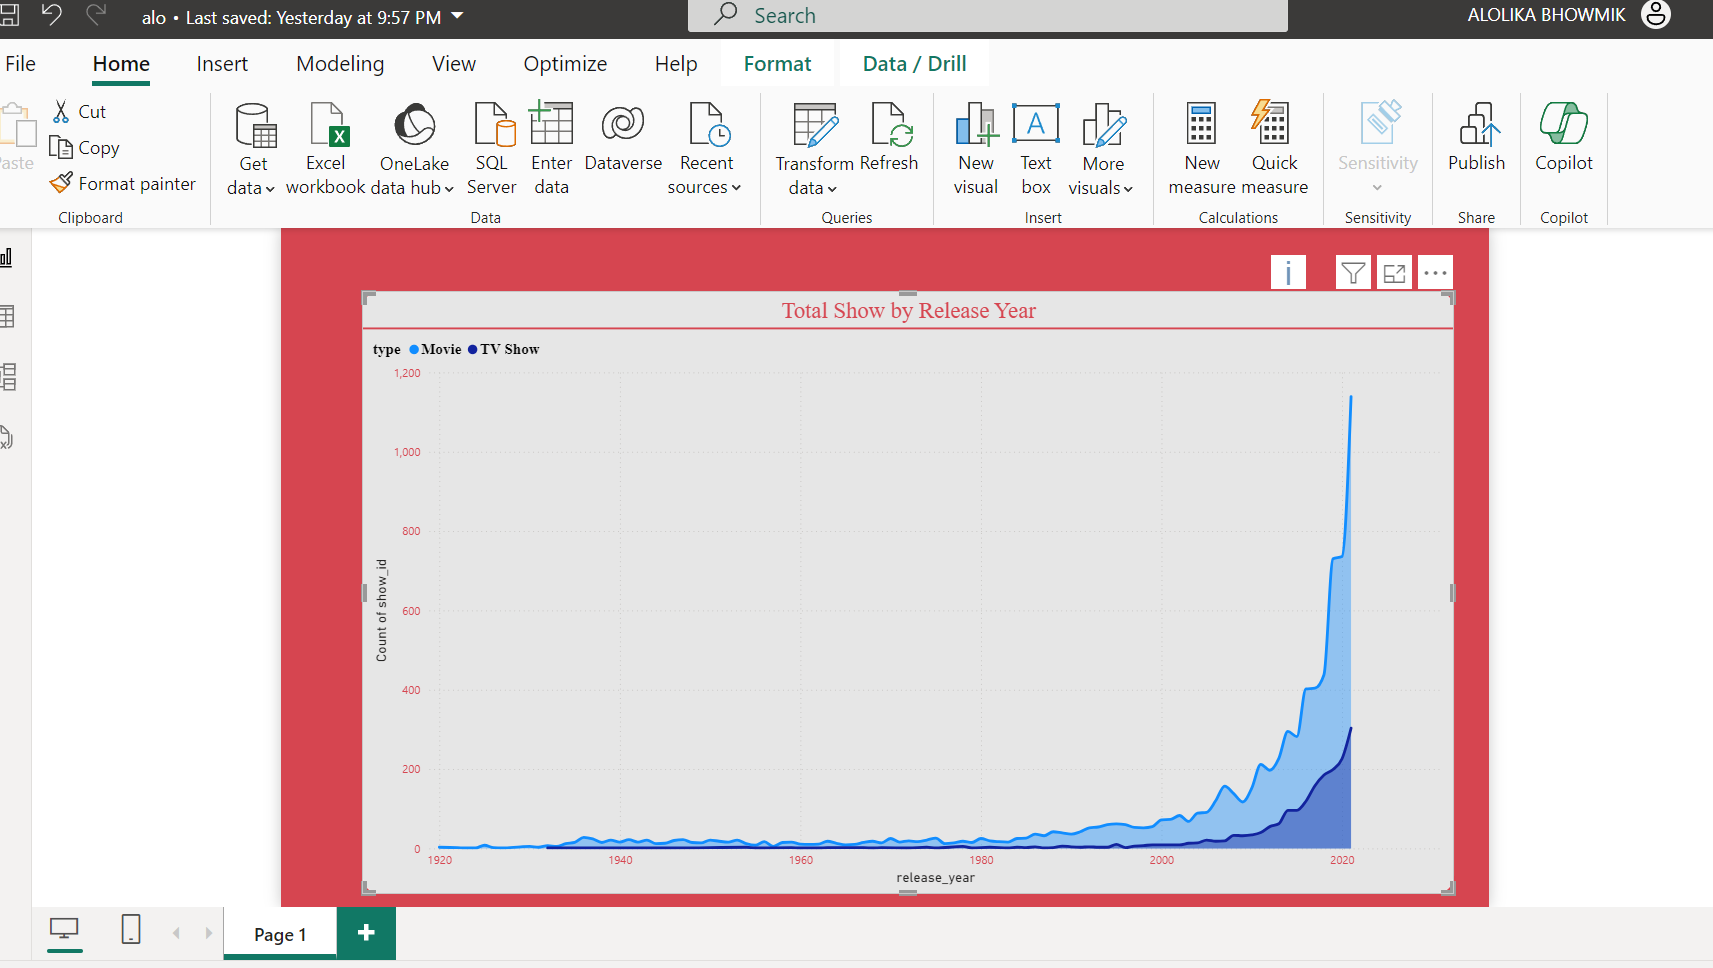 alo • Last saved: Yesterday at 9:57 PM
Search
ALOLIKA BHOWMIK
File Home Insert Modeling View Optimize Help Format Data / Drill
Cut
Copy
Format painter
Clipboard
Get data
Excel workbook
OneLake data hub
SQL Server
Enter data
Dataverse
Recent sources
Data
Transform data
Refresh
Queries
New visual
Text box
More visuals
Insert
New measure
Quick measure
Calculations
Sensitivity
Sensitivity
Publish
Share
Copilot
Copilot
Total Show by Release Year
type Movie TV Show
1,200
1,000
800
600
400
200
0
Count of show_id
1920 1940 1960 1980 2000 2020
release_year
Page 1